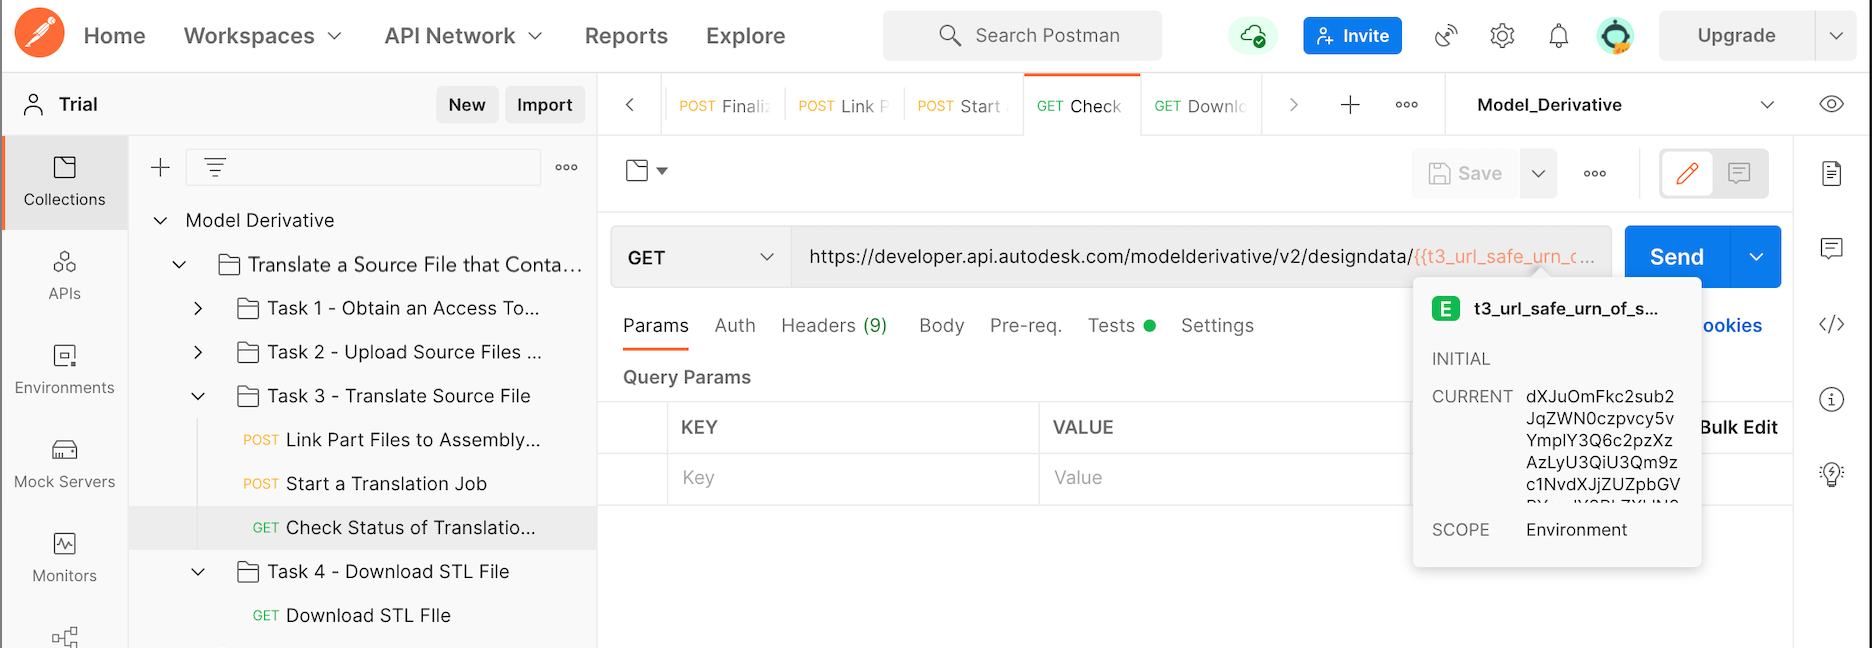 Home Workspaces API Network Reports Explore Search Postman Invite Upgrade
Trial New Import
POST Finali POST Link P POST Start GET Check GET Downlo Model_Derivative
Collections
APIs
Environments
Mock Servers
Monitors
Model Derivative
Translate a Source File that Conta...
Task 1 - Obtain an Access To...
Task 2 - Upload Source Files ...
Task 3 - Translate Source File
POST Link Part Files to Assembly...
POST Start a Translation Job
GET Check Status of Translatio...
Task 4 - Download STL File
GET Download STL FIle
Save
GET https://developer.api.autodesk.com/modelderivative/v2/designdata/{{t3_url_safe_urn_c... Send
Params Auth Headers (9) Body Pre-req. Tests Settings ookies
Query Params
KEY VALUE Bulk Edit
Key Value
E t3_url_safe_urn_of_s...
INITIAL
CURRENT dXJuOmFkc2sub2
JqZWN0czpvcy5v
YmplY3Q6c2pzXz
AzLyU3QiU3Qm9z
c1NvdXJjZUZpbGV
SCOPE Environment